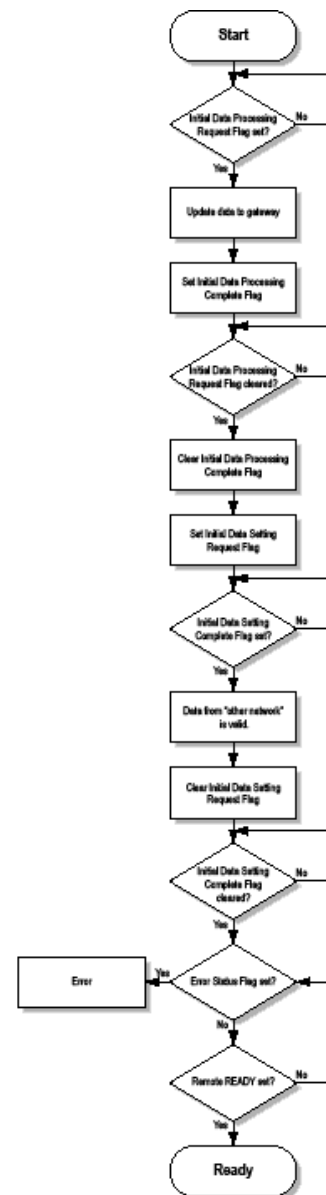 Start
Initial Data Processing
Request Flag set?
No
Yes
Update data to gateway
Set Initial Data Processing
Complete Flag
Initial Data Processing
Request Flag cleared?
No
Yes
Clear Initial Data Processing
Complete Flag
Set Initial Data Setting
Request Flag
Initial Data Setting
Complete Flag set?
No
Yes
Data from "other network"
is valid.
Clear Initial Data Setting
Request Flag
Initial Data Setting
Complete Flag
cleared?
No
Yes
Error
Yes
Error Status Flag set?
No
Remote READY set?
No
Yes
Ready